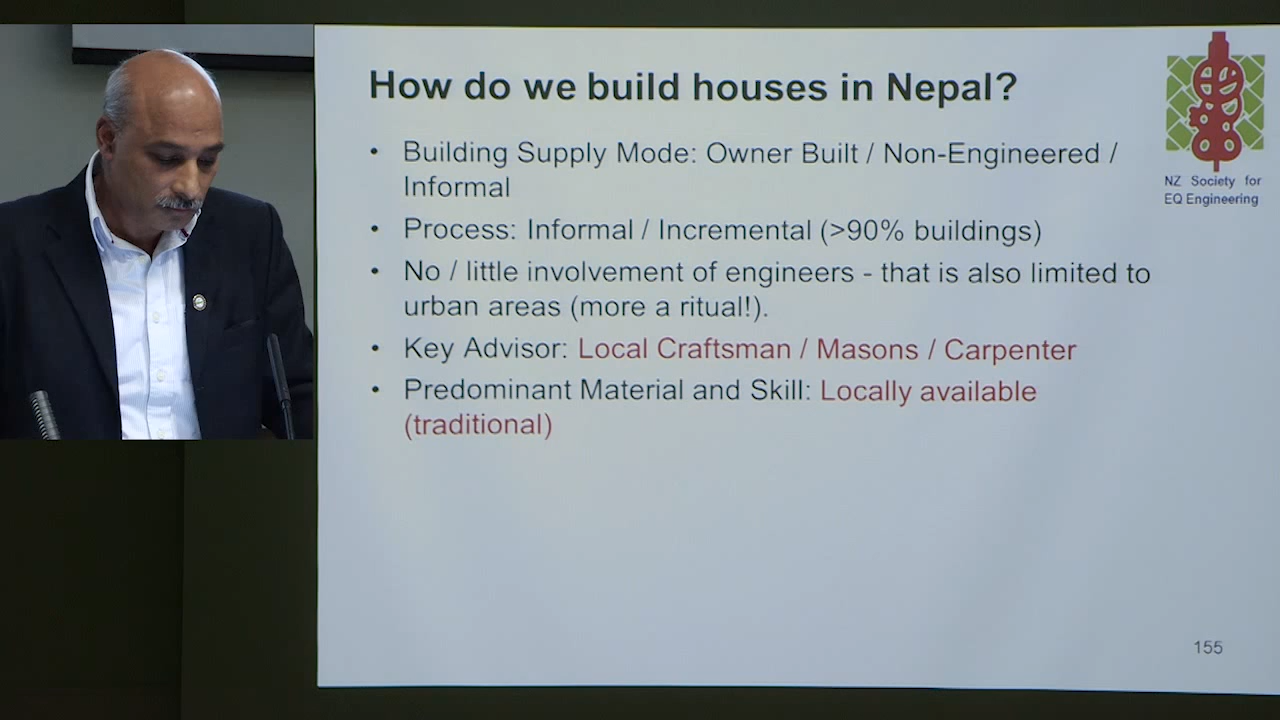 How do we build houses in Nepal?
• Building Supply Mode: Owner Built / Non-Engineered /
Informal
• Process: Informal / Incremental (>90% buildings)
• No / little involvement of engineers - that is also limited to
urban areas (more a ritual!).
• Key Advisor: Local Craftsman / Masons / Carpenter
• Predominant Material and Skill: Locally available
(traditional)
NZ Society for
EQ Engineering
155